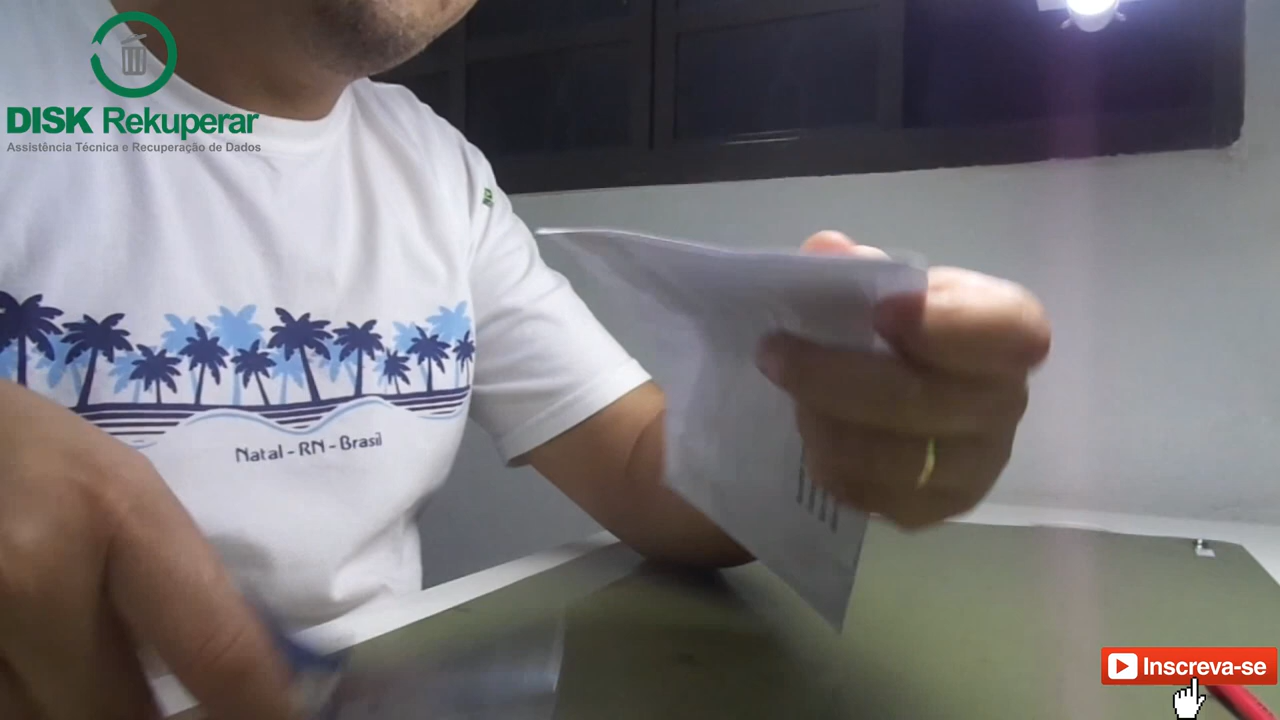 DISK Rekuperar
Assistência Técnica e Recuperação de Dados
Natal - RN - Brasil
Inscreva-se